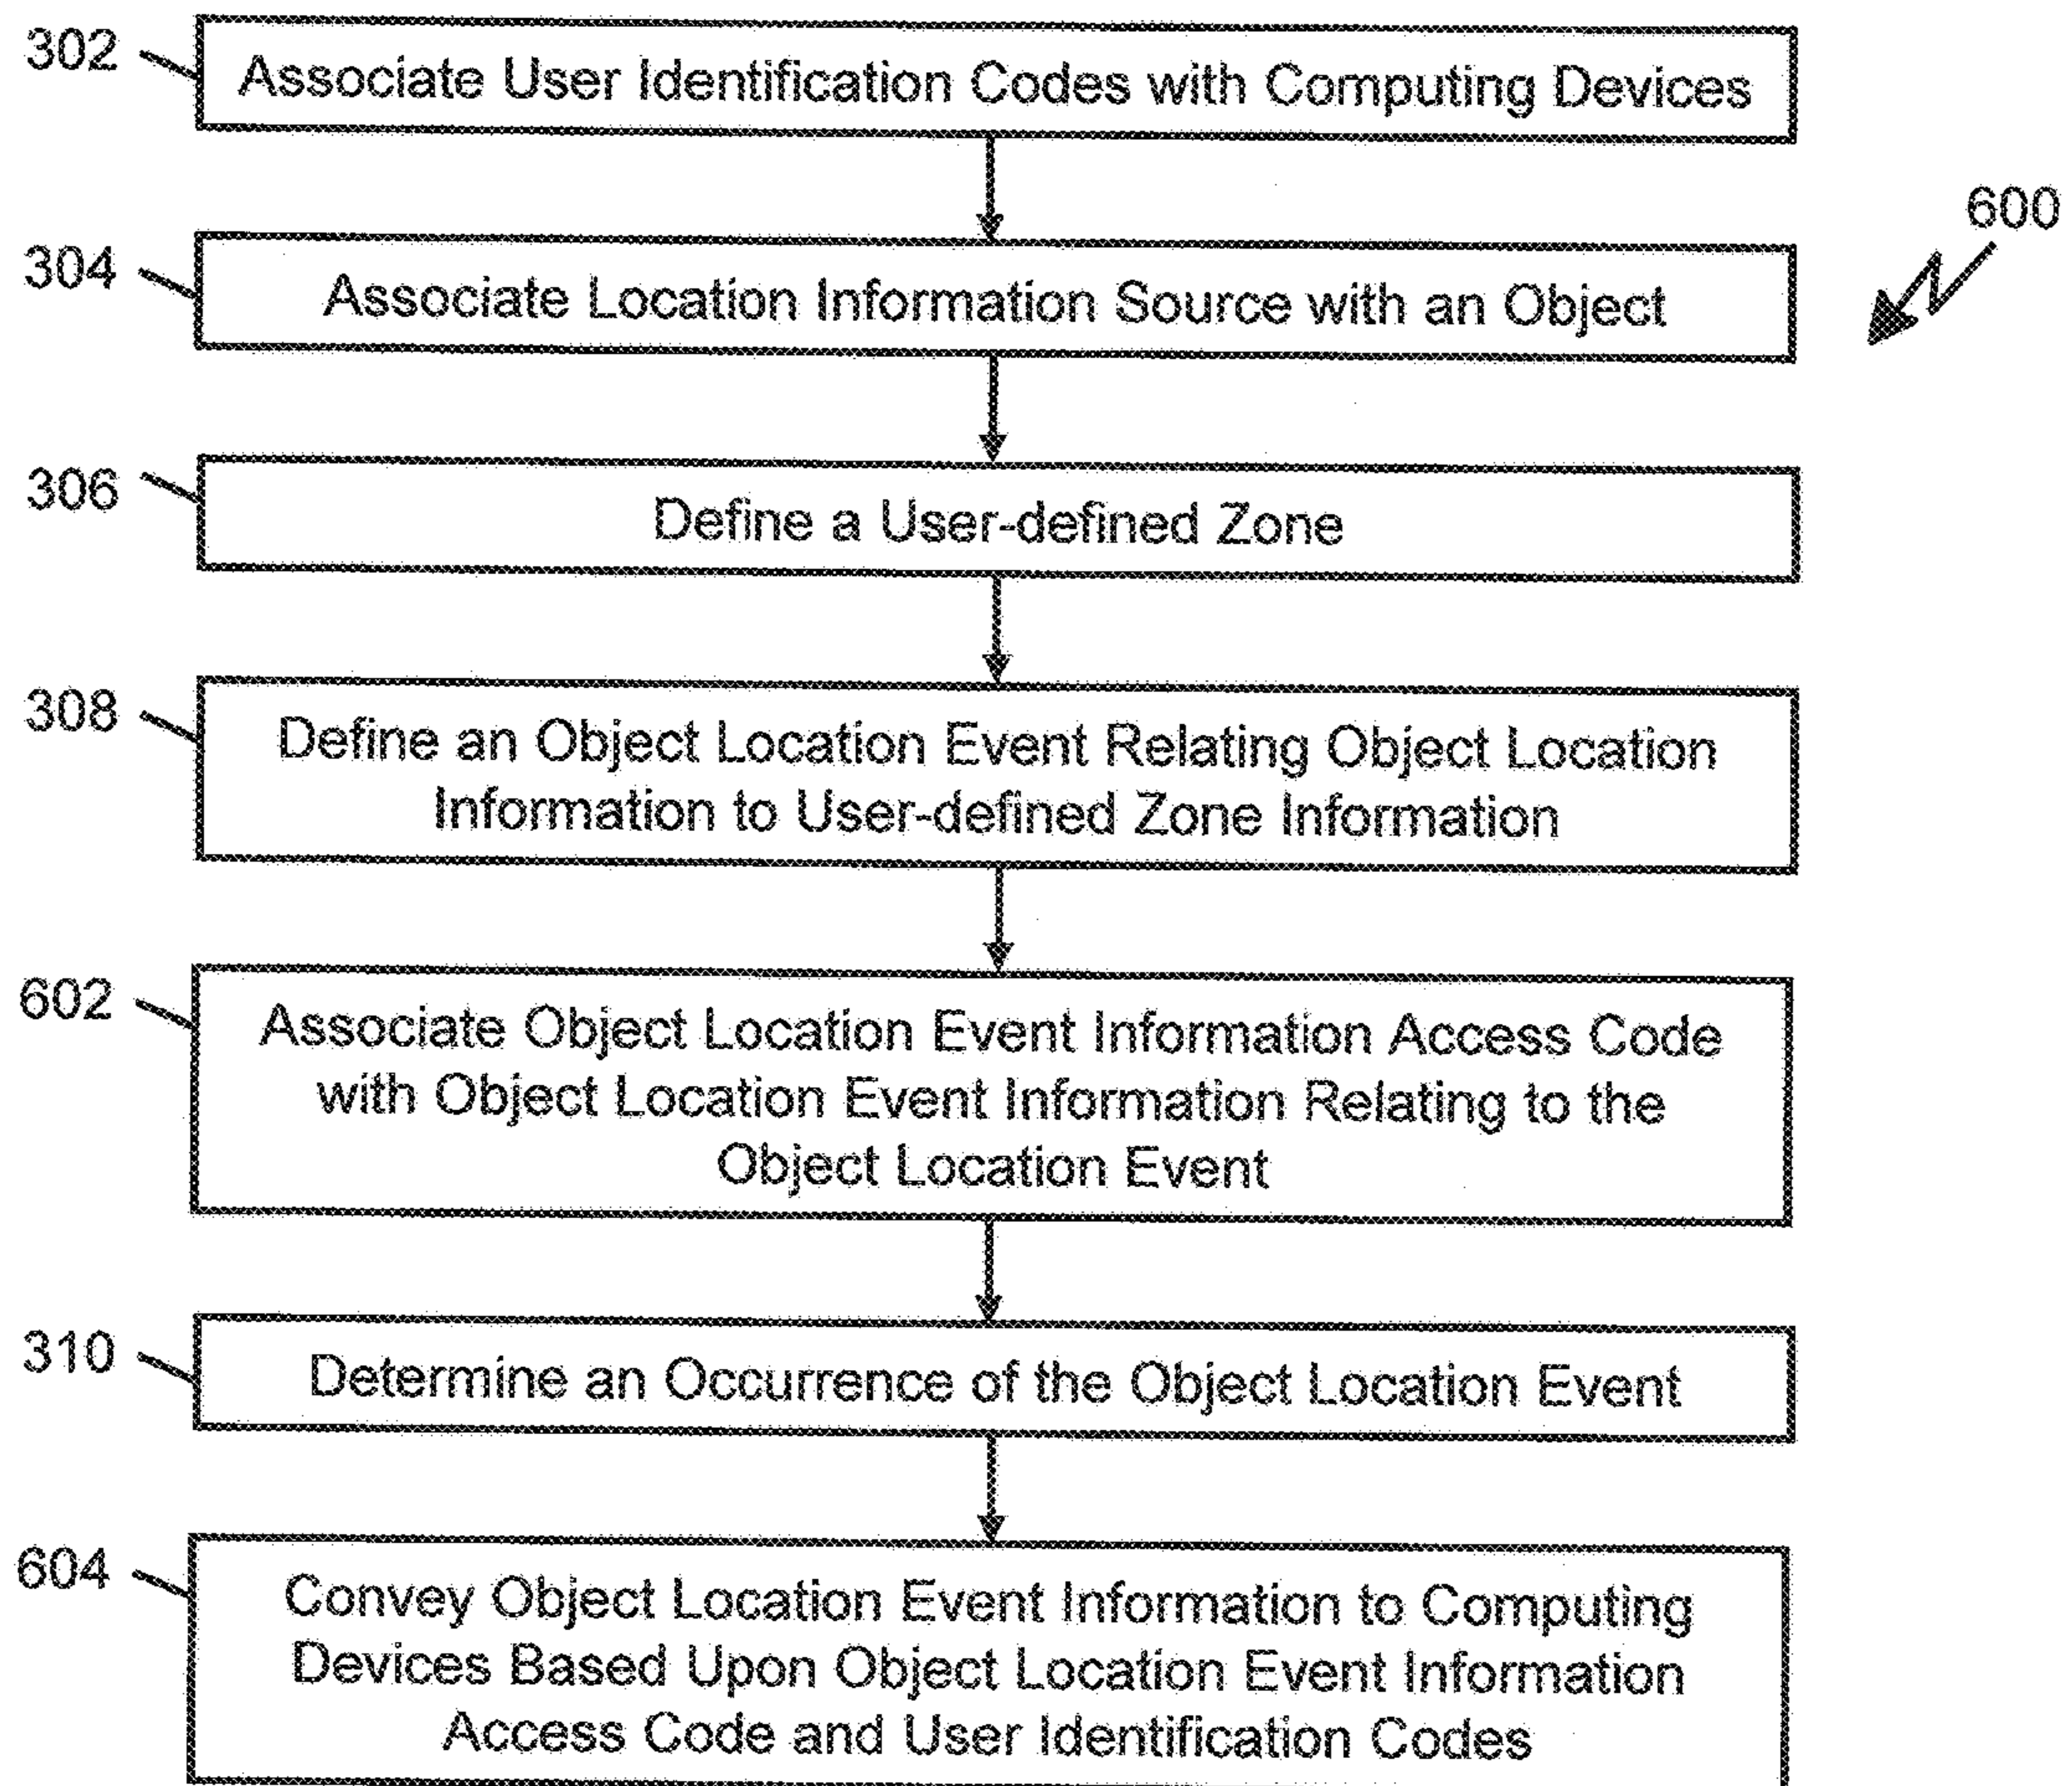 302
Associate User Identification Codes with Computing Devices
600
304
Associate Location Information Source with an Object
306
Define a User-defined Zone
308
Define an Object Location Event Relating Object Location
Information to User-defined Zone Information
602
Associate Object Location Event Information Access Code
with Object Location Event Information Relating to the
Object Location Event
310
Determine an Occurrence of the Object Location Event
604
Convey Object Location Event Information to Computing
Devices Based Upon Object Location Event Information
Access Code and User Identification Codes